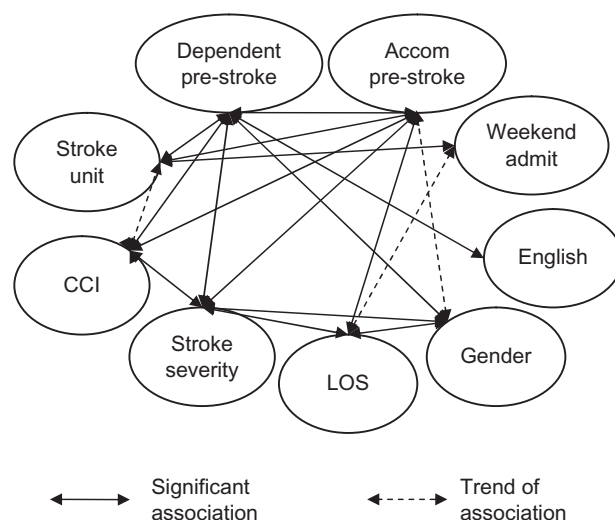 Dependent
pre-stroke
Accom
pre-stroke
Stroke
unit
Weekend
admit
English
CCI
Stroke
severity
LOS
Gender
Significant
association
Trend of
association